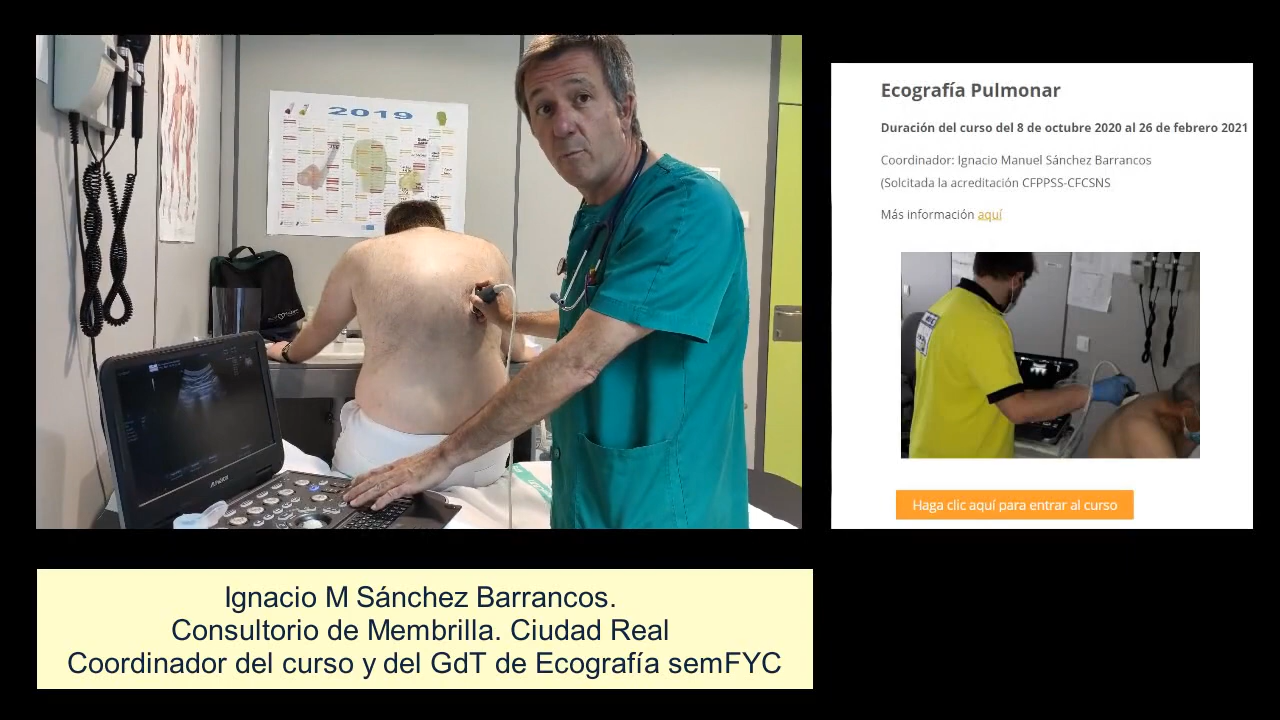 2019
Ecografía Pulmonar
Duración del curso del 8 de octubre 2020 al 26 de febrero 2021
Coordinador: Ignacio Manuel Sánchez Barrancos
(Solcitada la acreditación CFPPSS-CFCSNS
Más información aquí
Haga clic aquí para entrar al curso
Ignacio M Sánchez Barrancos.
Consultorio de Membrilla. Ciudad Real
Coordinador del curso y del GdT de Ecografía semFYC